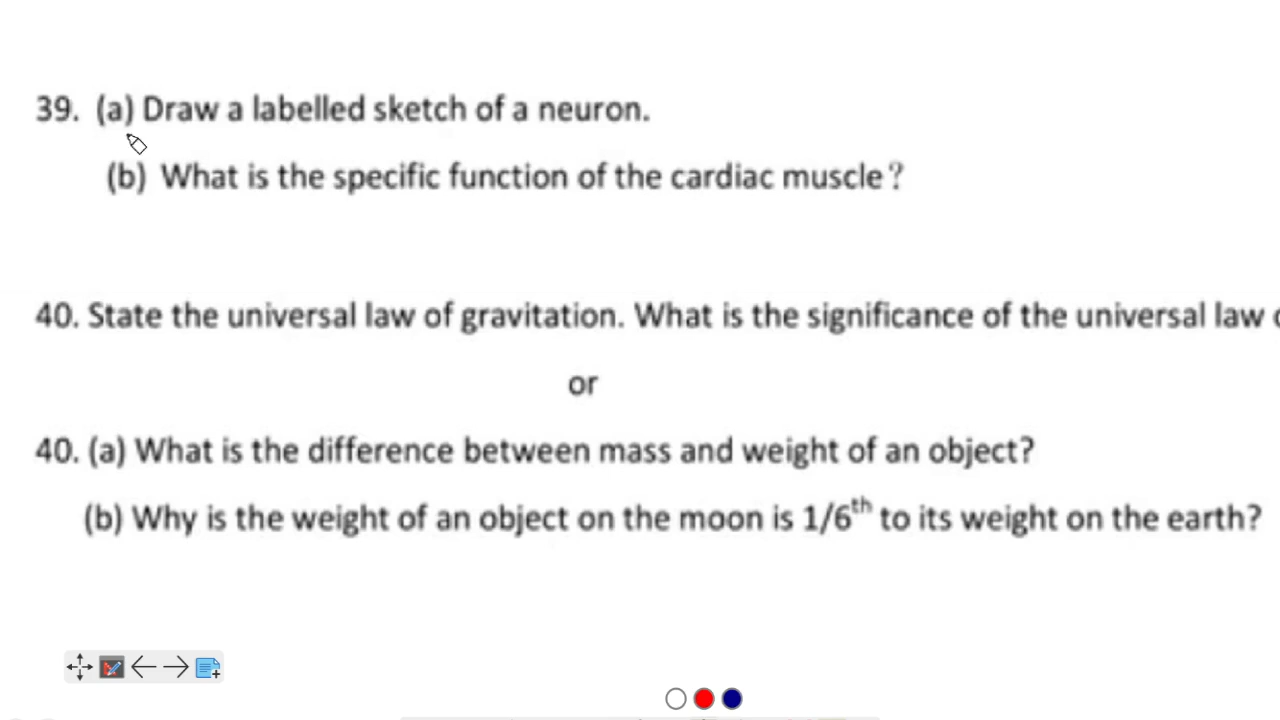 39. (a) Draw a labelled sketch of a neuron.
(b) What is the specific function of the cardiac muscle?
40. State the universal law of gravitation. What is the significance of the universal law
or
40. (a) What is the difference between mass and weight of an object?
(b) Why is the weight of an object on the moon is 1/6th to its weight on the earth?